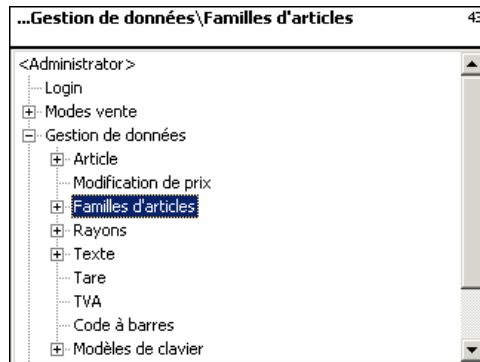 ...Gestion de données\Familles d'articles 43
<Administrator>
Login
Modes vente
Gestion de données
Article
Modification de prix
Familles d'articles
Rayons
Texte
Tare
TVA
Code à barres
Modèles de clavier